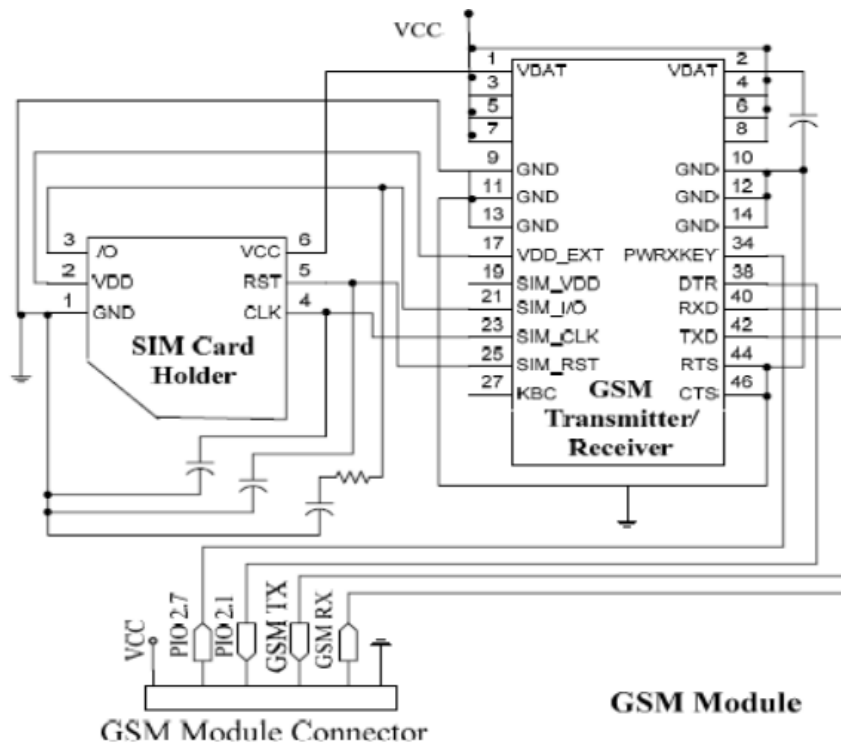 VCC
1 VBAT VBAT 2
3 4
5 6
7 8
9 GND GND 10
11 GND GND 12
13 GND GND 14
17 VDD_EXT PWRXKEY 34
19 SIM_VDD DTR 38
21 SIM_I/O RXD 40
23 SIM_CLK TXD 42
25 SIM_RST RTS 44
27 KBC CTS 46
GSM
Transmitter/
Receiver
3 /O VCC 6
2 VDD RST 5
1 GND CLK 4
SIM Card
Holder
VCC
PIO 2.7
PIO 2.1
GSM TX
GSM RX
GSM Module Connector
GSM Module